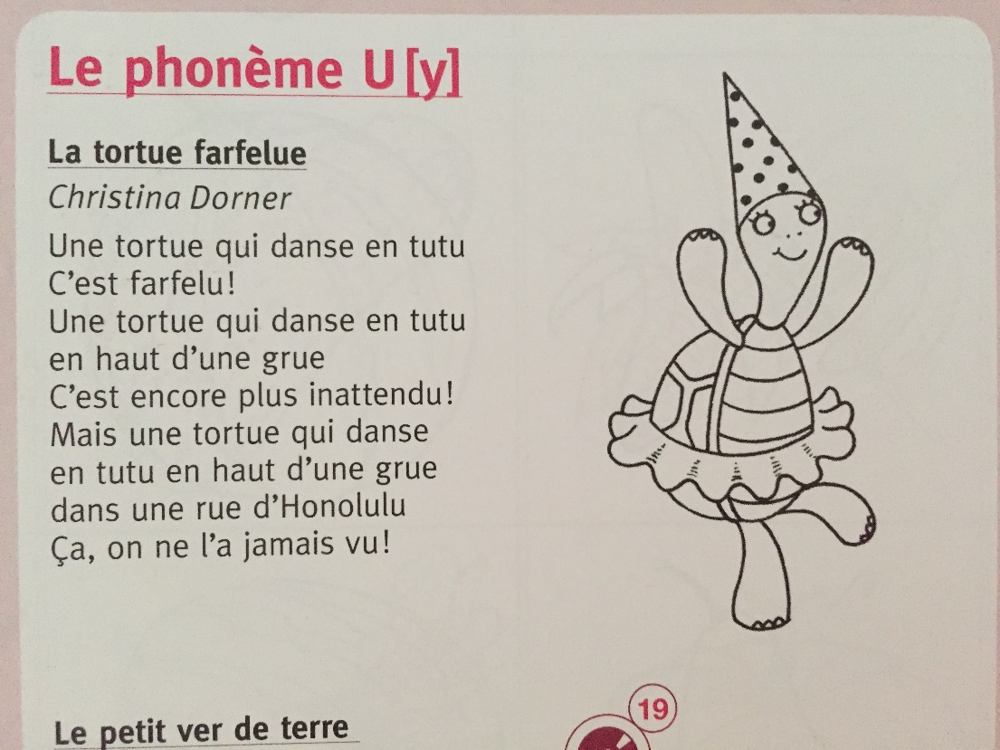 Le phonème U [y]
La tortue farfelue
Christina Dorner
Une tortue qui danse en tutu
C'est farfelu!
Une tortue qui danse en tutu
en haut d'une grue
C'est encore plus inattendu!
Mais une tortue qui danse
en tutu en haut d'une grue
dans une rue d'Honolulu
Ça, on ne l'a jamais vu!
19
Le petit ver de terre